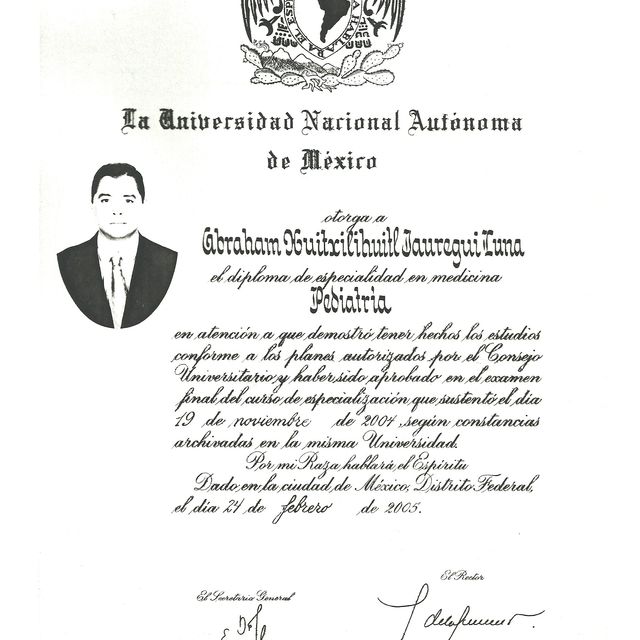 La Universidad Nacional Autónoma
de México
otorga a
Abraham Huitxilihuitl Jauregui Luna
el diploma de especialidad en medicina
Pediatria
en atención a que demostró tener hechos los estudios
conforme a los planes autorizados por el Consejo
Universitario y haber sido aprobado en el examen
final del curso de especialización que sustentó el día
19 de noviembre de 2004, según constancias
archivadas en la misma Universidad.
Por mi Raza hablará el Espíritu
Dado en la ciudad de México, Distrito Federal,
el día 24 de febrero de 2005.
El Rector
El Secretario General